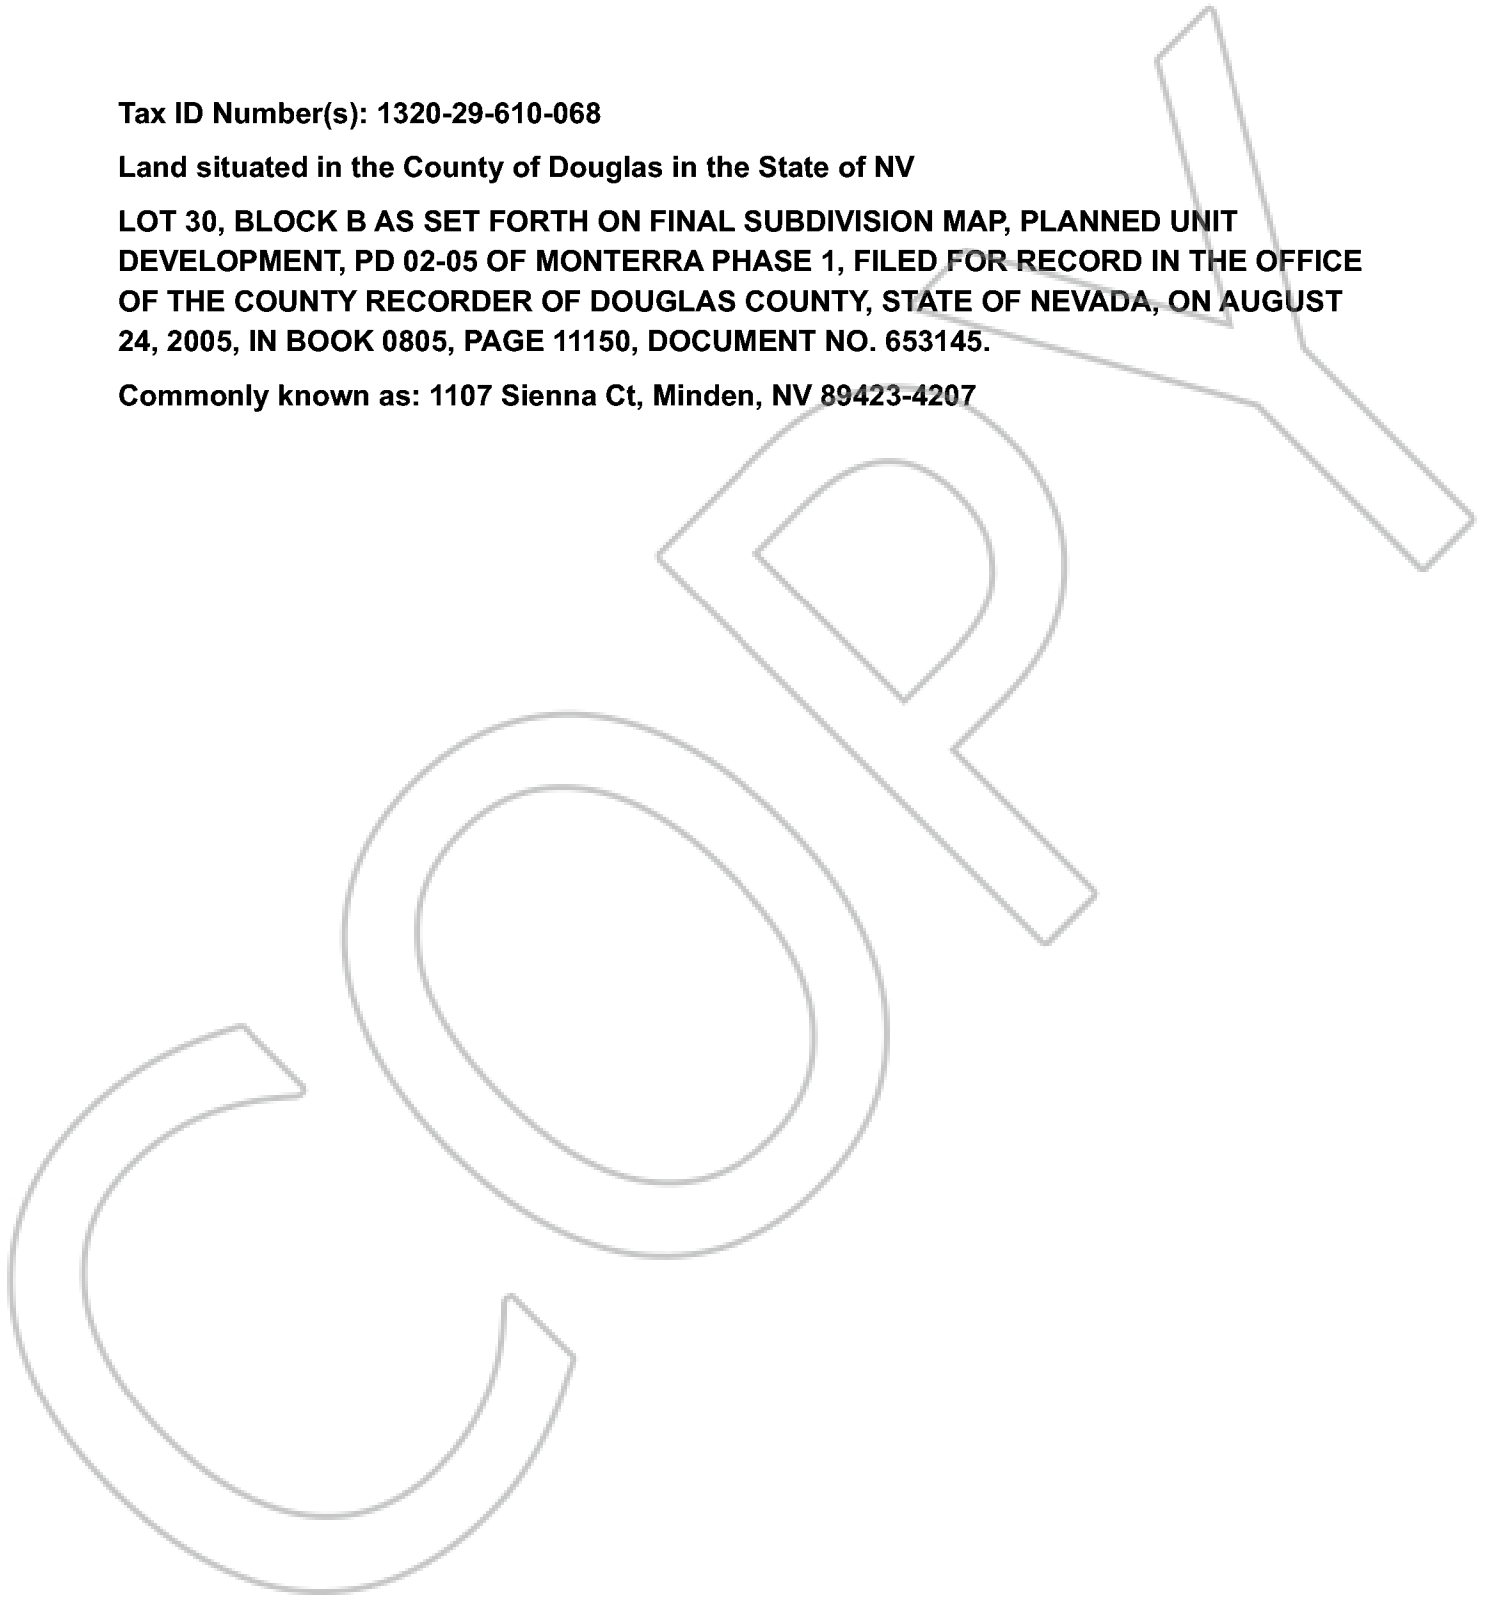 Tax ID Number(s): 1320-29-610-068
Land situated in the County of Douglas in the State of NV
LOT 30, BLOCK B AS SET FORTH ON FINAL SUBDIVISION MAP, PLANNED UNIT
DEVELOPMENT, PD 02-05 OF MONTERRA PHASE 1, FILED FOR RECORD IN THE OFFICE
OF THE COUNTY RECORDER OF DOUGLAS COUNTY, STATE OF NEVADA, ON AUGUST
24, 2005, IN BOOK 0805, PAGE 11150, DOCUMENT NO. 653145.
Commonly known as: 1107 Sienna Ct, Minden, NV 89423-4207
COPY